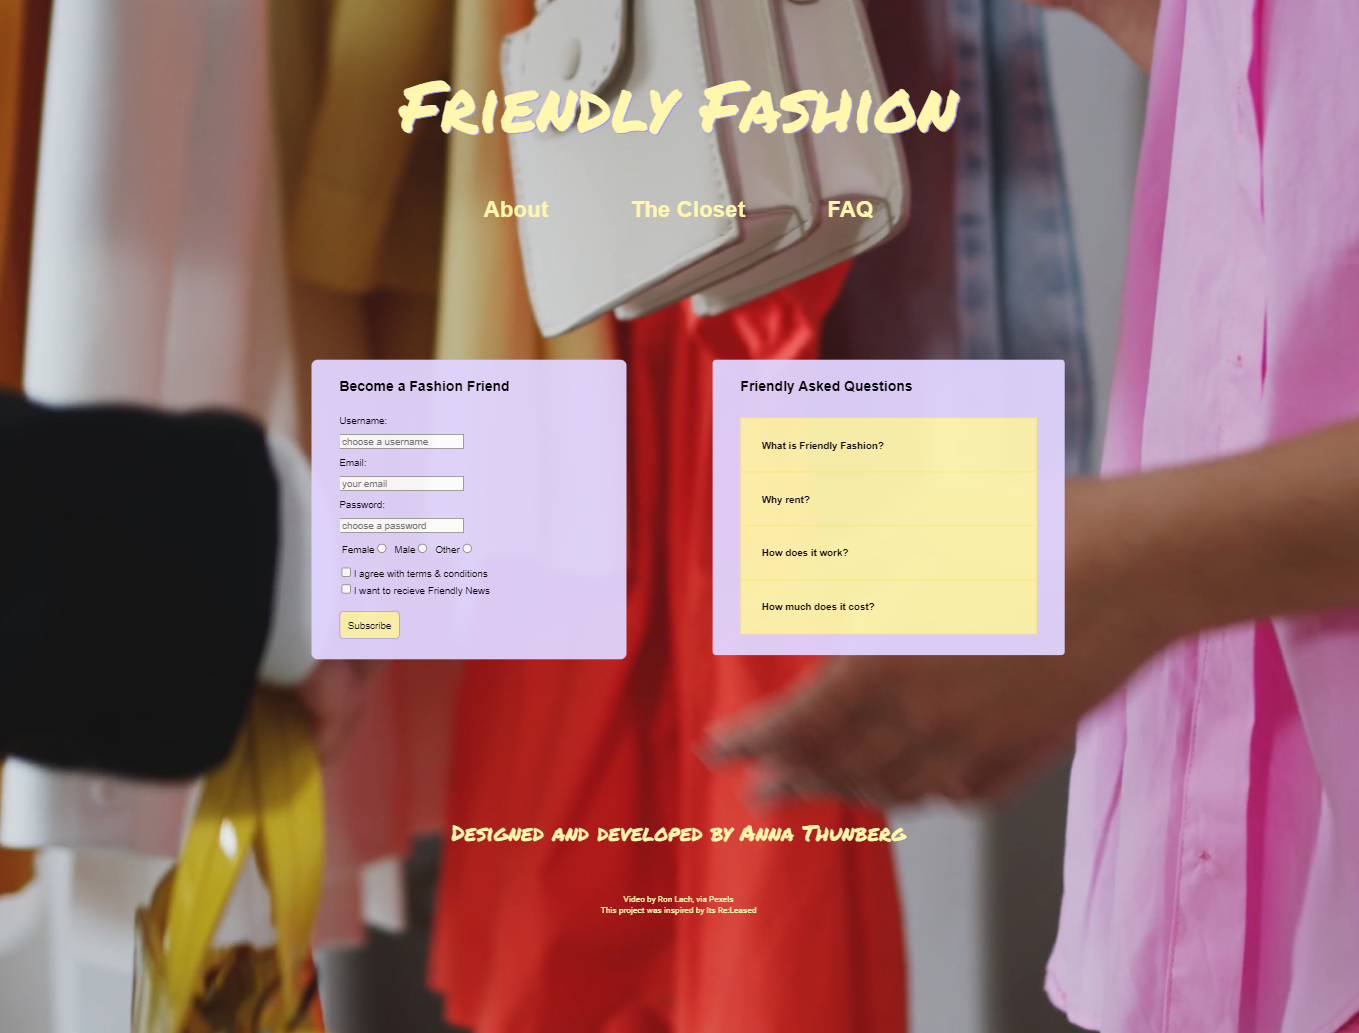 Friendly Fashion
About The Closet FAQ
Become a Fashion Friend
Username:
choose a username
Email:
your email
Password:
choose a password
Female Male Other
I agree with terms & conditions
I want to recieve Friendly News
Subscribe
Friendly Asked Questions
What is Friendly Fashion?
Why rent?
How does it work?
How much does it cost?
Designed and developed by Anna Thunberg
Video by Ron Lach, via Pexels
This project was inspired by Its Re:Leased